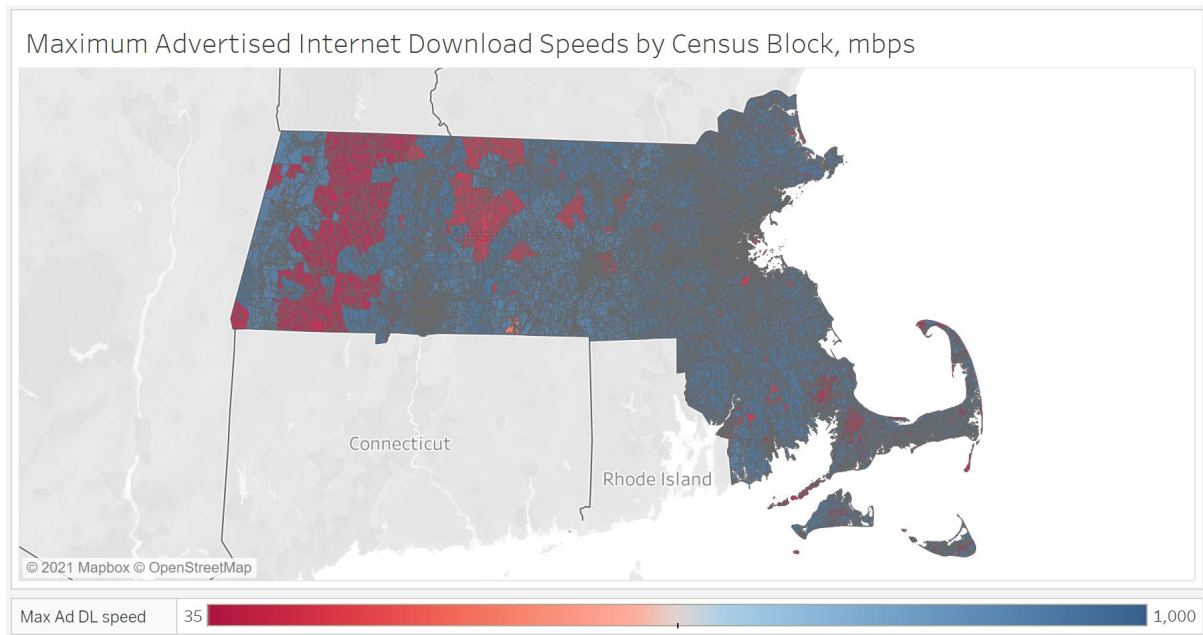 Maximum Advertised Internet Download Speeds by Census Block, mbps
Connecticut
Rhode Island
© 2021 Mapbox © OpenStreetMap
Max Ad DL speed
35
1,000